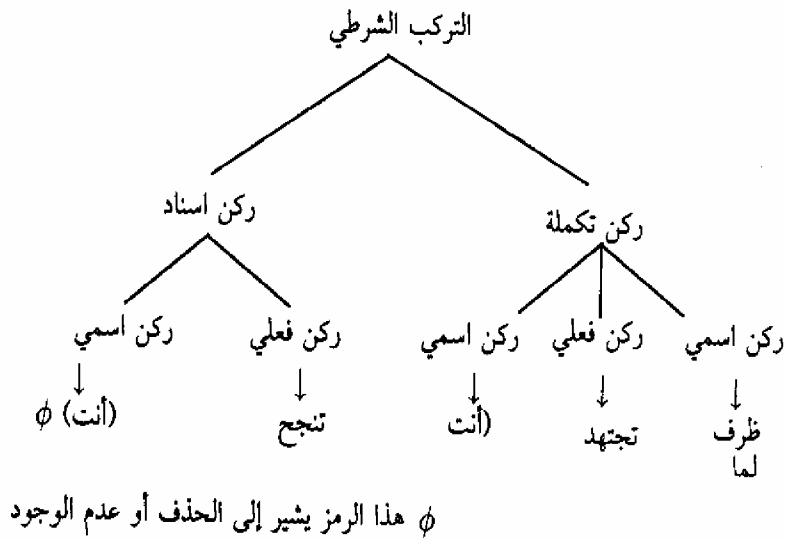 التركب الشرطي
ركن تكملة ركن اسناد
ركن اسمي ركن فعلي ركن اسمي ركن فعلي ركن اسمي
↓ ↓ ↓ ↓ ↓
ظرف تجتهد (أنت تنجح (أنت) ϕ
لما
ϕ هذا الرمز يشير إلى الحذف أو عدم الوجود